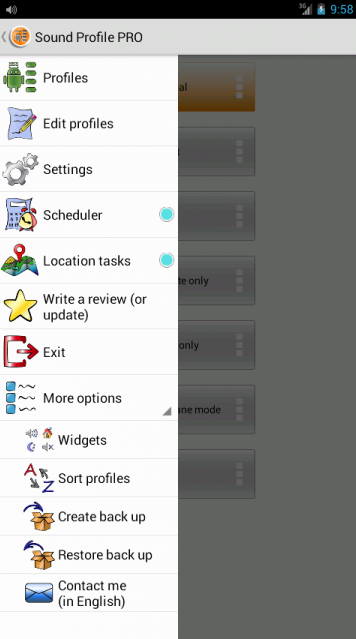 3G
9:58
Sound Profile PRO
Profiles
Edit profiles
Settings
Scheduler
Location tasks
Write a review (or
update)
Exit
More options
Widgets
Sort profiles
Create back up
Restore back up
Contact me
(in English)
al
te only
only
ane mode